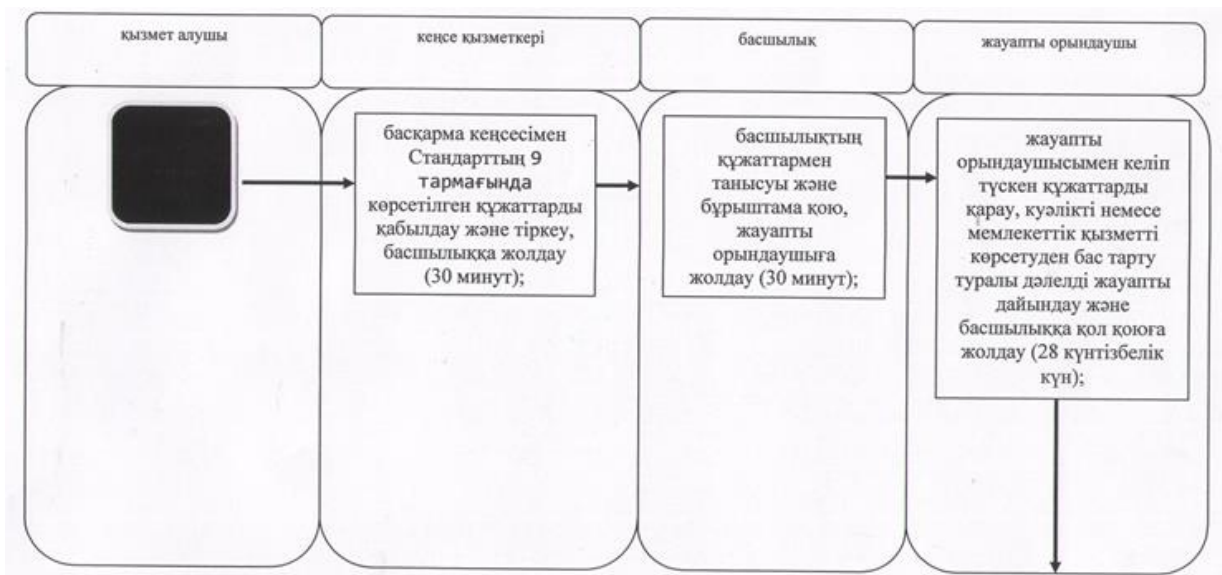 қызмет алушы
кеңсе қызметкері
басшылық
жауапты орындаушы
басқарма кеңсесімен
Стандарттың 9
тармағында
көрсетілген құжаттарды
қабылдау және тіркеу,
басшылыққа жолдау
(30 минут);
басшылықтың
құжаттармен
танысуы және
бұрыштама қою,
жауапты
орындаушыға
жолдау (30 минут);
жауапты
орындаушысымен келіп
түскен құжаттарды
қарау, куәлікті немесе
мемлекеттік қызметті
көрсетуден бас тарту
туралы дәлелді жауапты
дайындау және
басшылыққа қол қоюға
жолдау (28 күнтізбелік
күн);